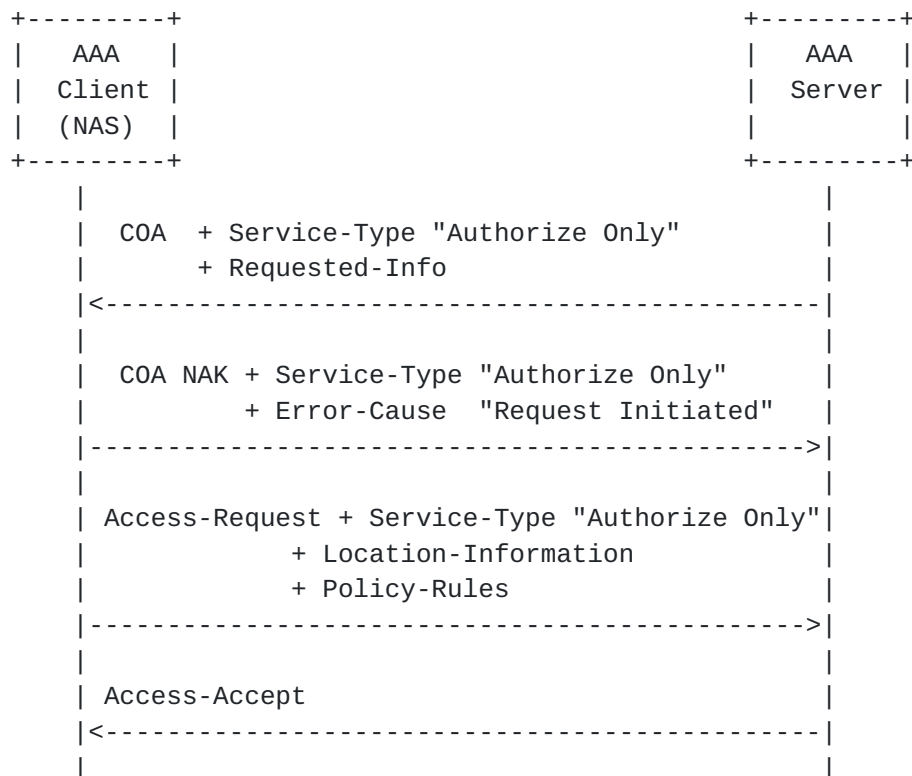 AAA AAA
Client Server
(NAS)
COA + Service-Type "Authorize Only"
+ Requested-Info
COA NAK + Service-Type "Authorize Only"
+ Error-Cause "Request Initiated"
Access-Request + Service-Type "Authorize Only"
+ Location-Information
+ Policy-Rules
Access-Accept